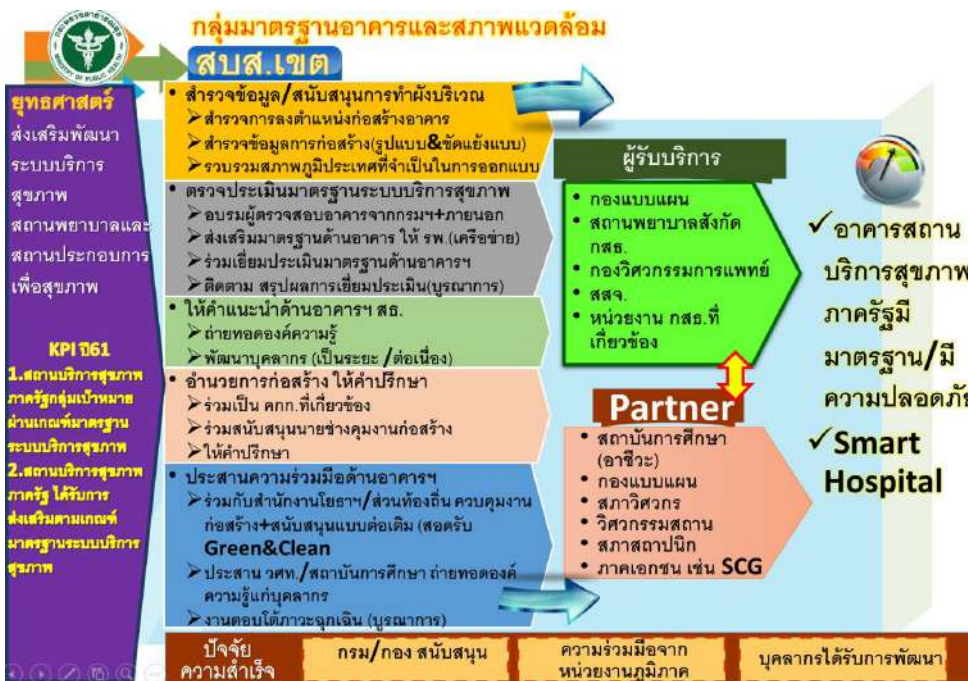 กลุ่มมาตรฐานอาคารและสภาพแวดล้อม
สบส.เขต
ยุทธศาสตร์
ส่งเสริมพัฒนา
ระบบบริการ
สุขภาพ
สถานพยาบาลและ
สถานประกอบการ
เพื่อสุขภาพ
KPI ปี61
1.สถานบริการสุขภาพ
ภาครัฐกลุ่มเป้าหมาย
ผ่านเกณฑ์มาตรฐาน
ระบบบริการสุขภาพ
2.สถานบริการสุขภาพ
ภาครัฐ ได้รับการ
ส่งเสริมตามเกณฑ์
มาตรฐานระบบบริการ
สุขภาพ
• สำรวจข้อมูล/สนับสนุนการทำผังบริเวณ
➢ สำรวจการลงตำแหน่งก่อสร้างอาคาร
➢ สำรวจข้อมูลการก่อสร้าง(รูปแบบ&ขัดแย้งแบบ)
➢ รวบรวมสภาพภูมิประเทศที่จำเป็นในการออกแบบ
• ตรวจประเมินมาตรฐานระบบบริการสุขภาพ
➢ อบรมผู้ตรวจสอบอาคารจากกรมฯ+ภายนอก
➢ ส่งเสริมมาตรฐานด้านอาคาร ให้ รพ.(เครือข่าย)
➢ ร่วมเยี่ยมประเมินมาตรฐานด้านอาคารฯ
➢ ติดตาม สรุปผลการเยี่ยมประเมิน(บูรณาการ)
• ให้คำแนะนำด้านอาคารฯ สธ.
➢ ถ่ายทอดองค์ความรู้
➢ พัฒนาบุคลากร (เป็นระยะ /ต่อเนื่อง)
• อำนวยการก่อสร้าง ให้คำปรึกษา
➢ ร่วมเป็น คกก.ที่เกี่ยวข้อง
➢ ร่วมสนับสนุนนายช่างคุมงานก่อสร้าง
➢ ให้คำปรึกษา
• ประสานความร่วมมือด้านอาคารฯ
➢ ร่วมกับสำนักงานโยธาฯ/ส่วนท้องถิ่น ควบคุมงาน
ก่อสร้าง+สนับสนุนแบบต่อเติม (สอดรับ
Green&Clean
➢ ประสาน วศท./สถาบันการศึกษา ถ่ายทอดองค์
ความรู้แก่บุคลากร
➢ งานตอบโต้ภาวะฉุกเฉิน (บูรณาการ)
ผู้รับบริการ
• กองแบบแผน
• สถานพยาบาลสังกัด
กสธ.
• กองวิศวกรรมการแพทย์
• สสจ.
• หน่วยงาน กสธ.ที่
เกี่ยวข้อง
Partner
• สถาบันการศึกษา
(อาชีวะ)
• กองแบบแผน
• สภาวิศวกร
• วิศวกรรมสถาน
• สภาสถาปนิก
• ภาคเอกชน เช่น SCG
✓ อาคารสถาน
บริการสุขภาพ
ภาครัฐมี
มาตรฐาน/มี
ความปลอดภัย
✓ Smart
Hospital
ปัจจัย
ความสำเร็จ
กรม/กอง สนับสนุน
ความร่วมมือจาก
หน่วยงานภูมิภาค
บุคลากรได้รับการพัฒนา